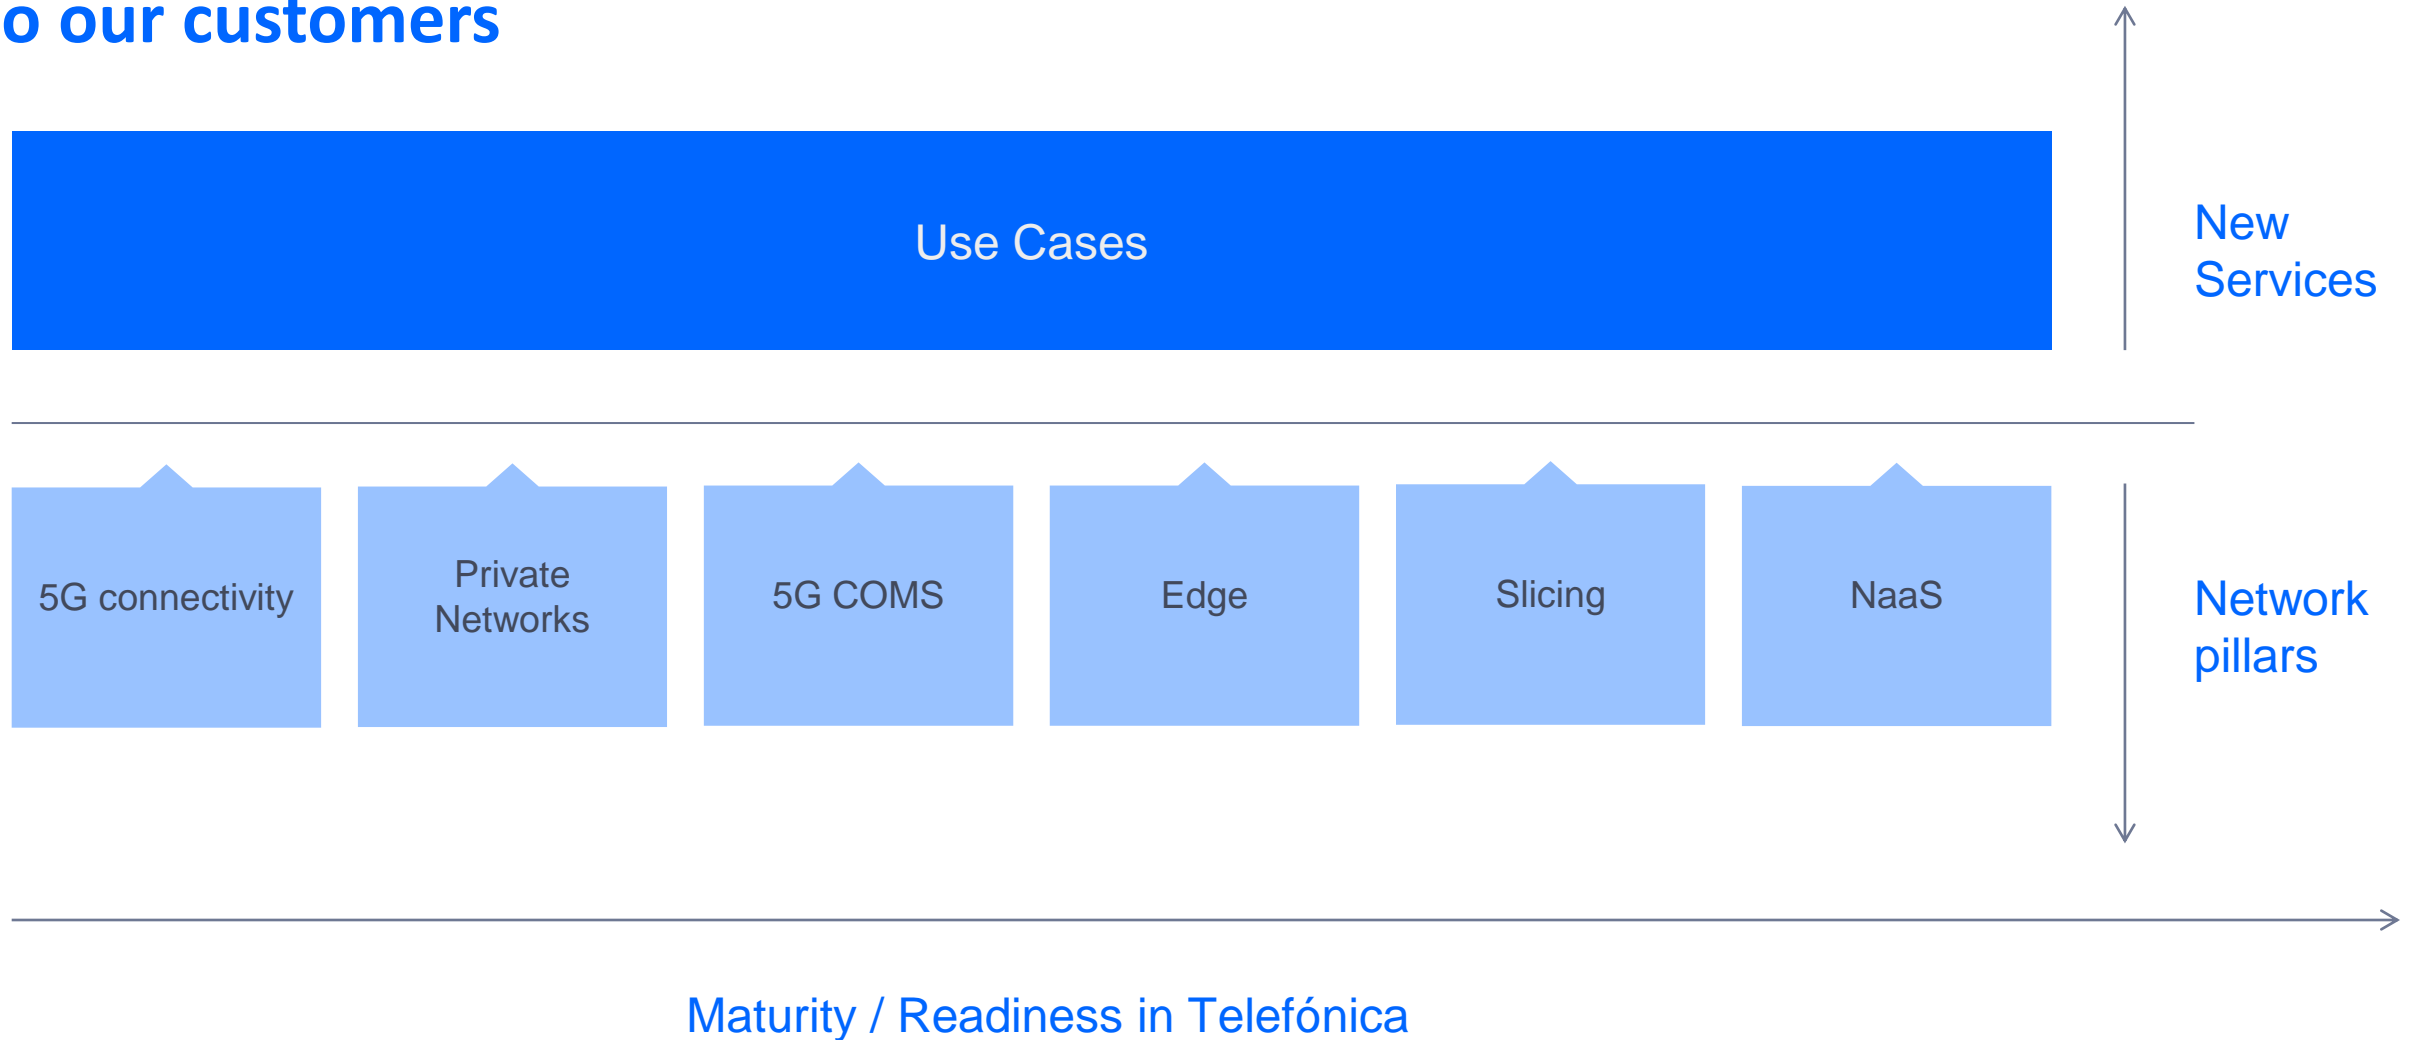 o our customers
Use Cases
New
Services
5G connectivity
Private
Networks
5G COMS
Edge
Slicing
NaaS
Network
pillars
Maturity / Readiness in Telefónica